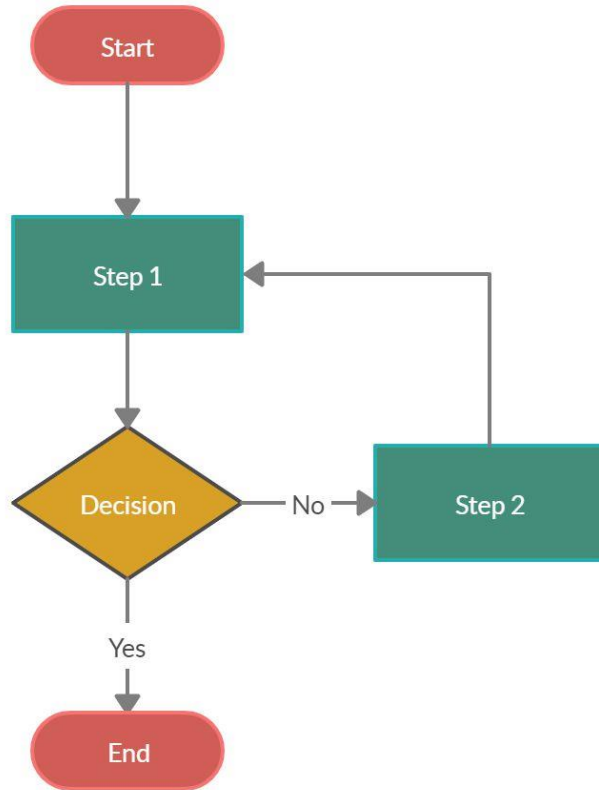 Start
Step 1
Decision
No
Step 2
Yes
End